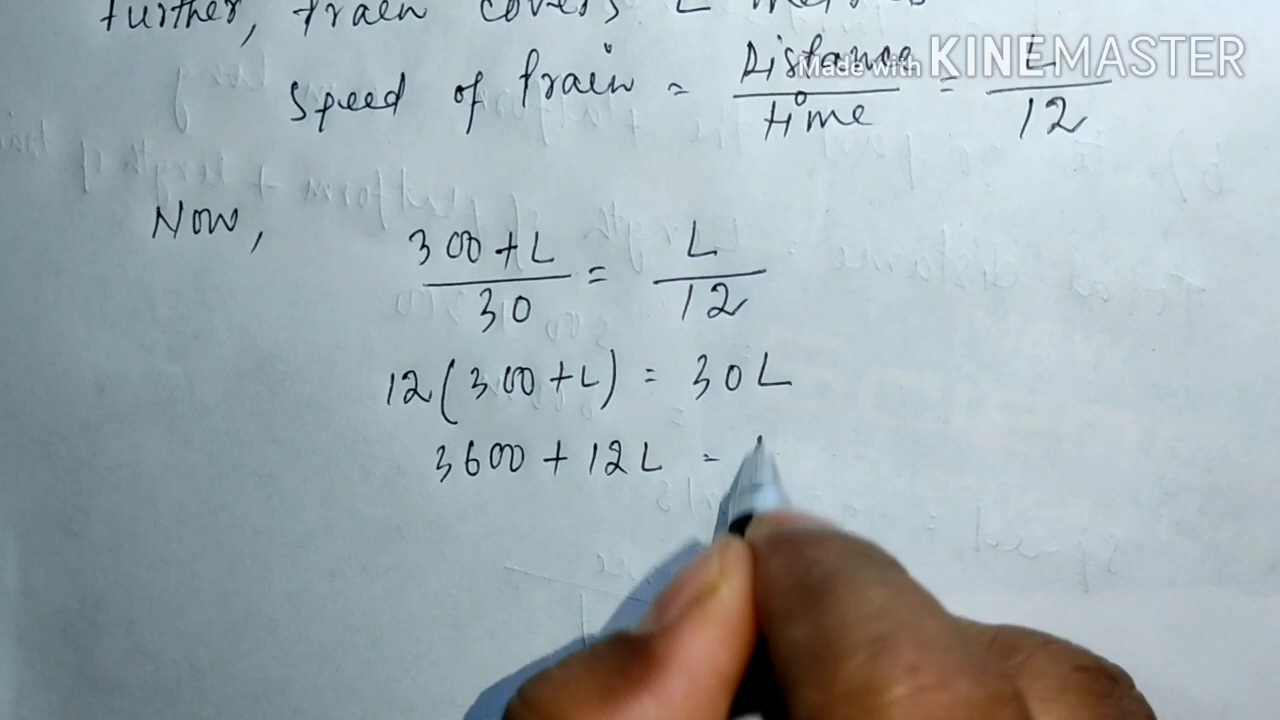 further, train covers L
Speed of train = Distance / time = L / 12
Made with KINEMASTER
Now,
300 + L / 30 = L / 12
12 (300 + L) = 30L
3600 + 12L =